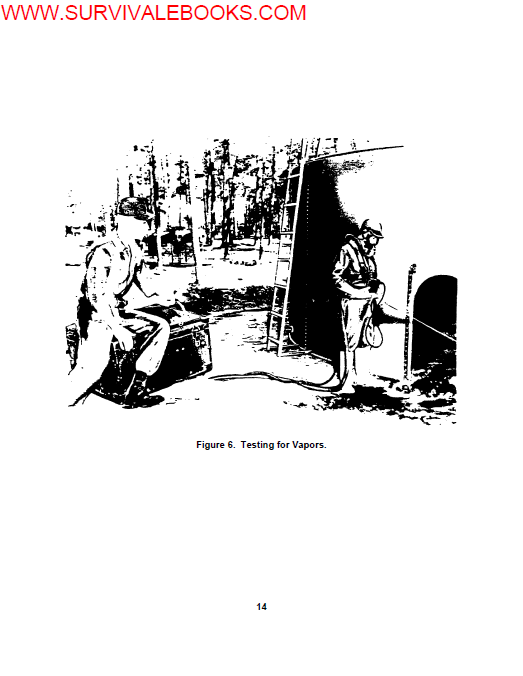 WWW.SURVIVALEBOOKS.COM
Figure 6. Testing for Vapors.
14